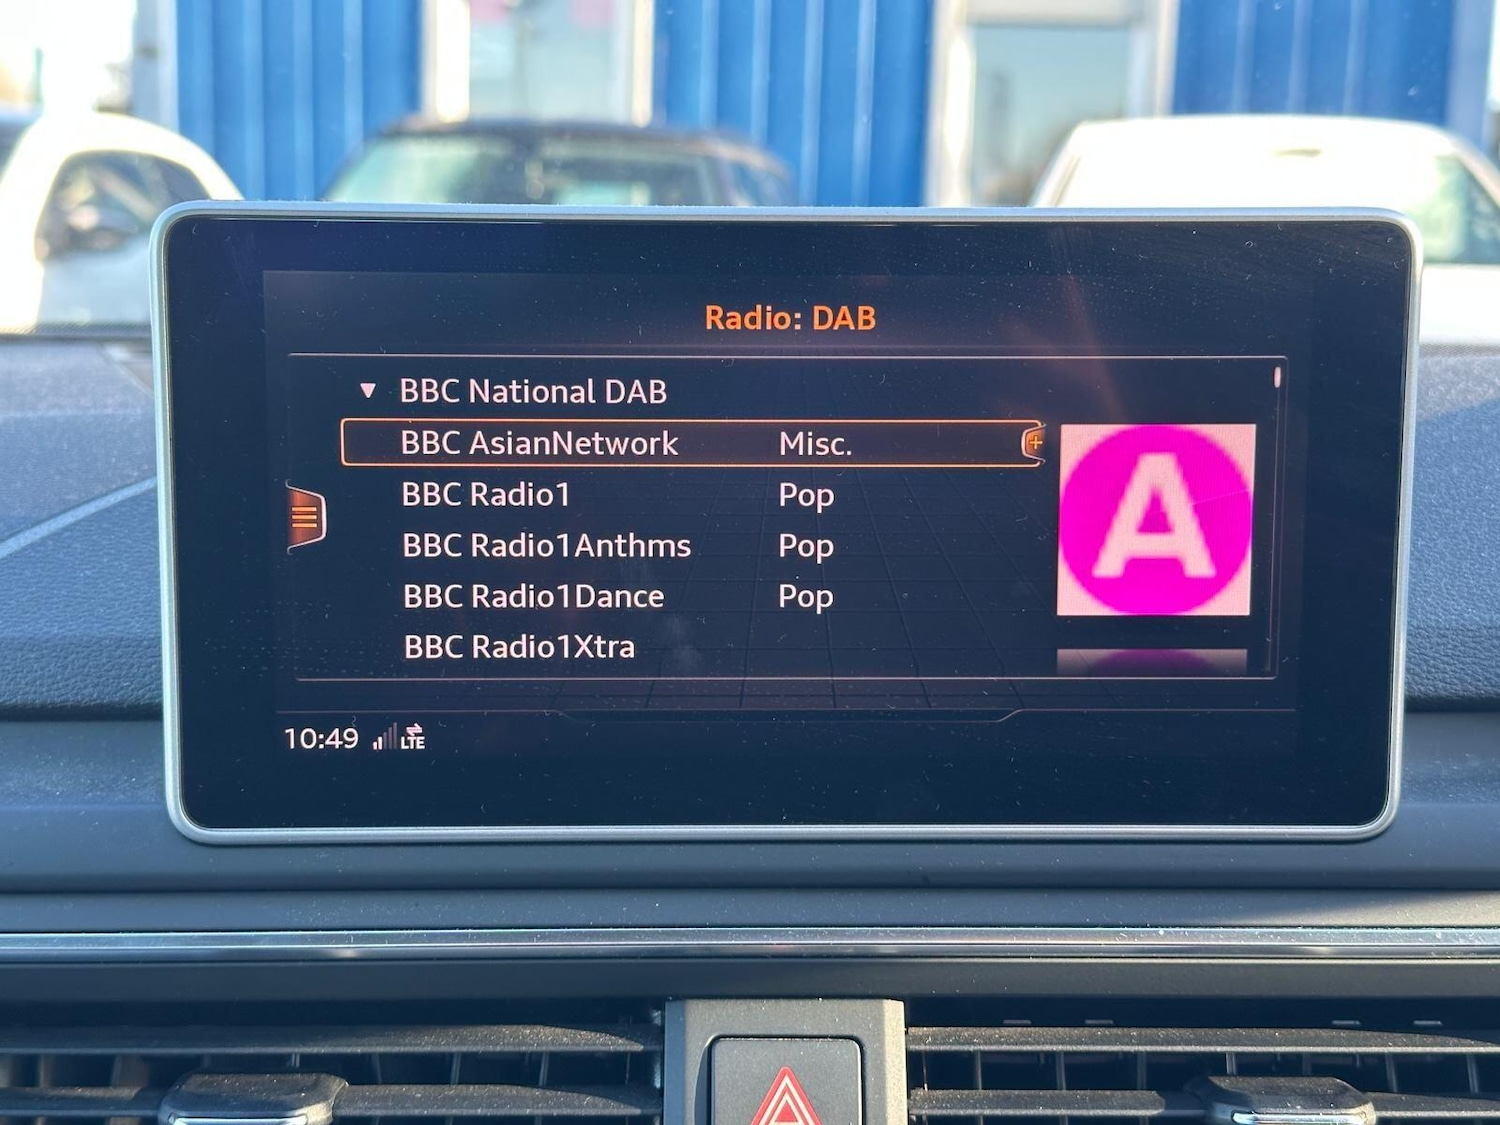 Radio: DAB
BBC National DAB
BBC AsianNetwork Misc.
BBC Radio1 Pop
BBC Radio1Anthms Pop
BBC Radio1Dance Pop
BBC Radio1Xtra
A
10:49 LTE